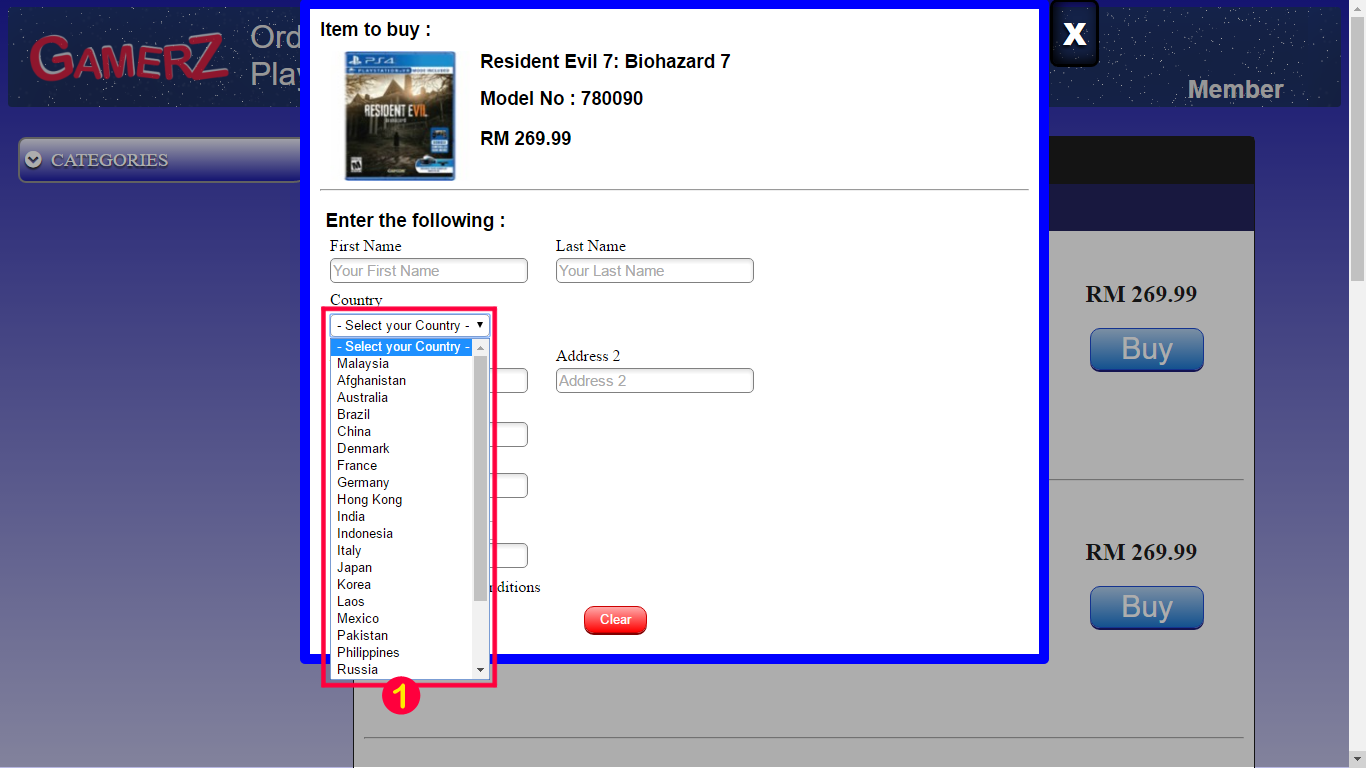 Item to buy :
X
GAMERZ
Ord
Play
Member
PS4
RESIDENT EVIL
Resident Evil 7: Biohazard 7
Model No : 780090
RM 269.99
CATEGORIES
Enter the following :
First Name
Last Name
Your First Name
Your Last Name
Country
- Select your Country -
- Select your Country -
Malaysia
Afghanistan
Australia
Brazil
China
Denmark
France
Germany
Hong Kong
India
Indonesia
Italy
Japan
Korea
Laos
Mexico
Pakistan
Philippines
Russia
Address 2
Address 2
nditions
Clear
1
RM 269.99
Buy
RM 269.99
Buy